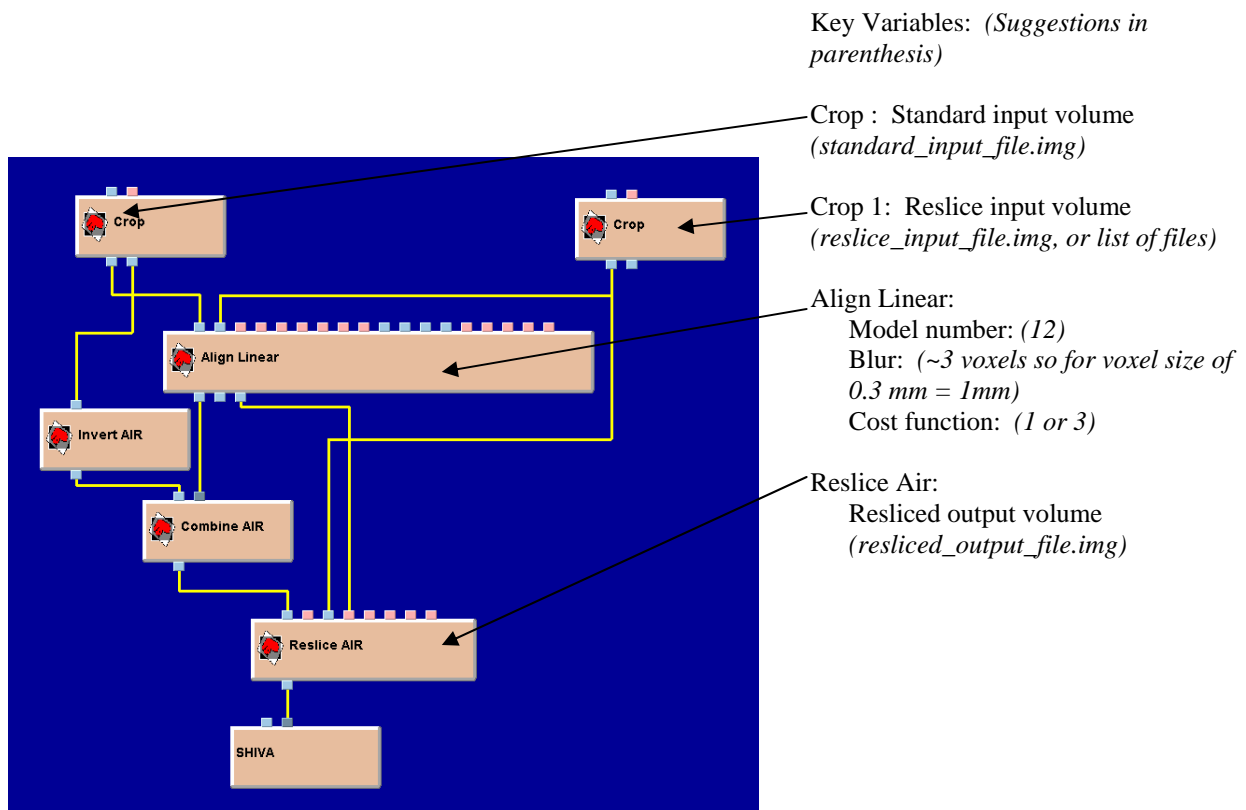 Key Variables: (Suggestions in
parenthesis)
Crop : Standard input volume
(standard_input_file.img)
Crop 1: Reslice input volume
(reslice_input_file.img, or list of files)
Align Linear:
Model number: (12)
Blur: (~3 voxels so for voxel size of
0.3 mm = 1mm)
Cost function: (1 or 3)
Reslice Air:
Resliced output volume
(resliced_output_file.img)
Crop
Crop
Align Linear
Invert AIR
Combine AIR
Reslice AIR
SHIVA